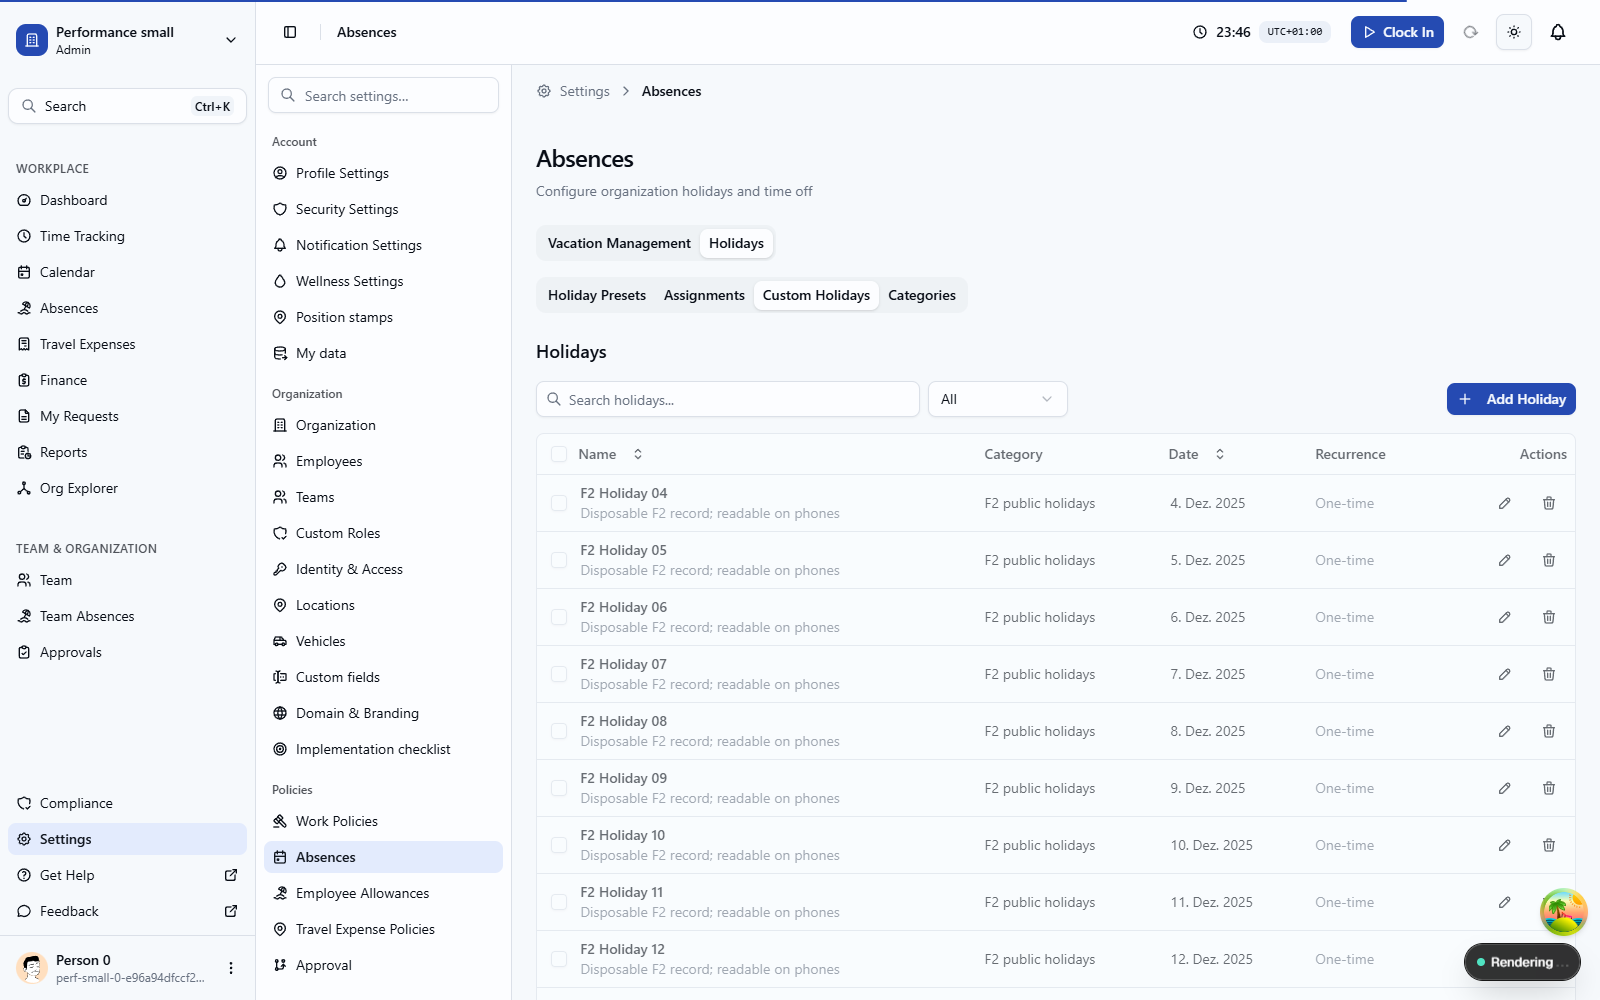 Performance small
Admin
Search
Ctrl+K
WORKPLACE
Dashboard
Time Tracking
Calendar
Absences
Travel Expenses
Finance
My Requests
Reports
Org Explorer
TEAM & ORGANIZATION
Team
Team Absences
Approvals
Compliance
Settings
Get Help
Feedback
Person 0
perf-small-0-e96a94dfccf2...
Absences
23:46
UTC+01:00
Clock In
Search settings...
Account
Profile Settings
Security Settings
Notification Settings
Wellness Settings
Position stamps
My data
Organization
Organization
Employees
Teams
Custom Roles
Identity & Access
Locations
Vehicles
Custom fields
Domain & Branding
Implementation checklist
Policies
Work Policies
Absences
Employee Allowances
Travel Expense Policies
Approval
Settings > Absences
Absences
Configure organization holidays and time off
Vacation Management Holidays
Holiday Presets Assignments Custom Holidays Categories
Holidays
Search holidays...
All
Add Holiday
Name Category Date Recurrence Actions
F2 Holiday 04
Disposable F2 record; readable on phones
F2 public holidays 4. Dez. 2025 One-time
F2 Holiday 05
Disposable F2 record; readable on phones
F2 public holidays 5. Dez. 2025 One-time
F2 Holiday 06
Disposable F2 record; readable on phones
F2 public holidays 6. Dez. 2025 One-time
F2 Holiday 07
Disposable F2 record; readable on phones
F2 public holidays 7. Dez. 2025 One-time
F2 Holiday 08
Disposable F2 record; readable on phones
F2 public holidays 8. Dez. 2025 One-time
F2 Holiday 09
Disposable F2 record; readable on phones
F2 public holidays 9. Dez. 2025 One-time
F2 Holiday 10
Disposable F2 record; readable on phones
F2 public holidays 10. Dez. 2025 One-time
F2 Holiday 11
Disposable F2 record; readable on phones
F2 public holidays 11. Dez. 2025 One-time
F2 Holiday 12
Disposable F2 record; readable on phones
F2 public holidays 12. Dez. 2025 One-time
Rendering...